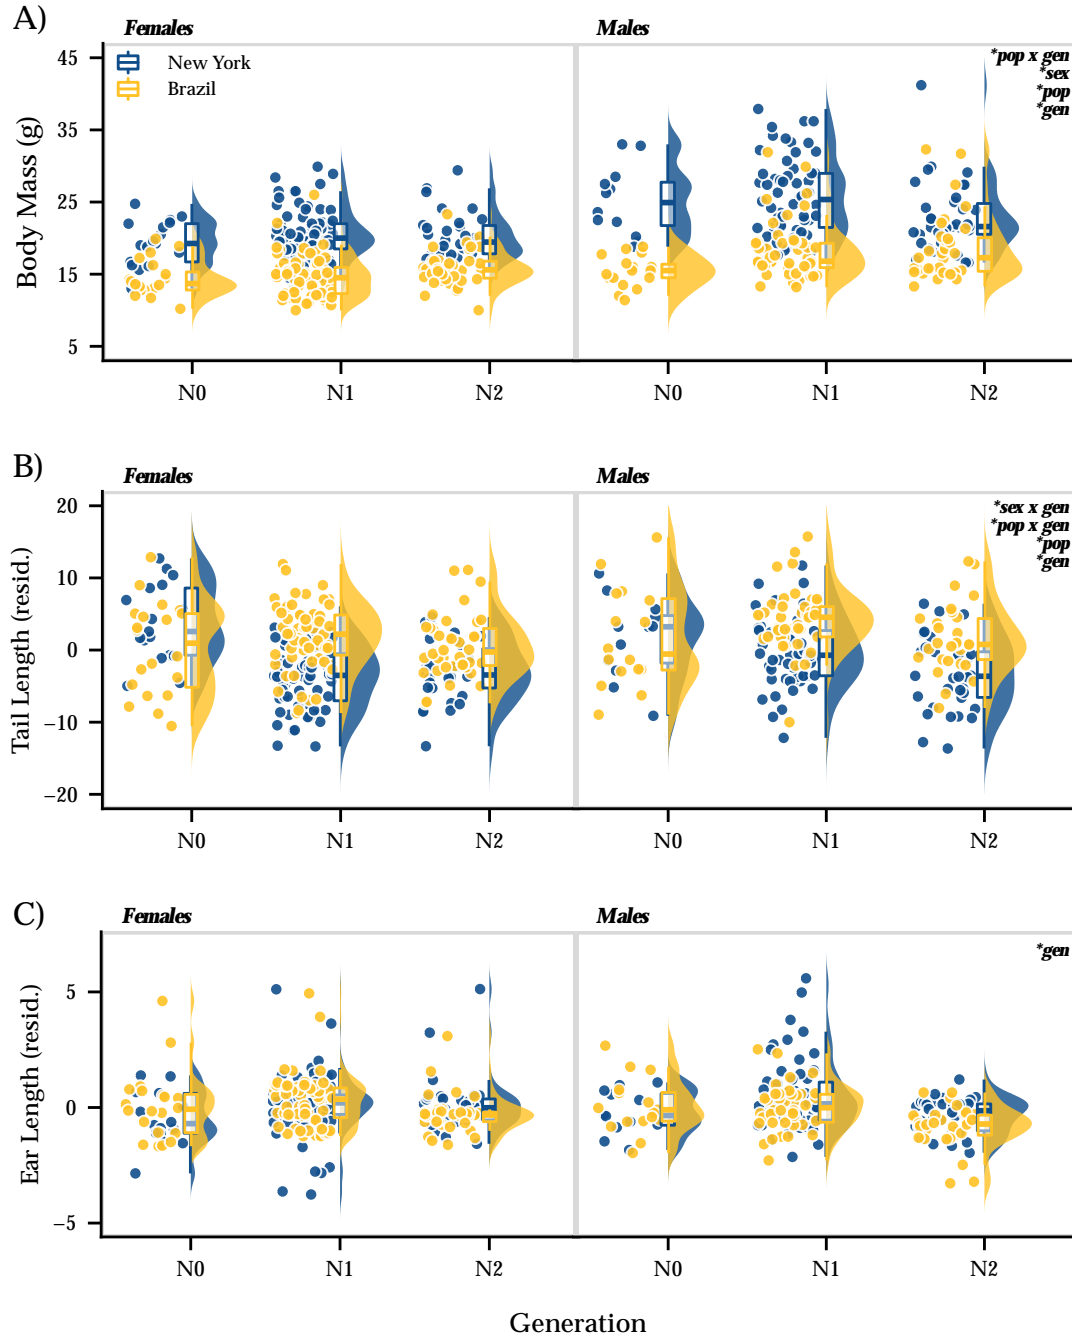 A)
Females
Males
New York
Brazil
*pop x gen
*sex
*pop
*gen
Body Mass (g)
45
35
25
15
5
N0
N1
N2
N0
N1
N2
B)
Females
Males
*sex x gen
*pop x gen
*pop
*gen
Tail Length (resid.)
20
10
0
−10
−20
N0
N1
N2
N0
N1
N2
C)
Females
Males
*gen
Ear Length (resid.)
5
0
−5
N0
N1
N2
N0
N1
N2
Generation